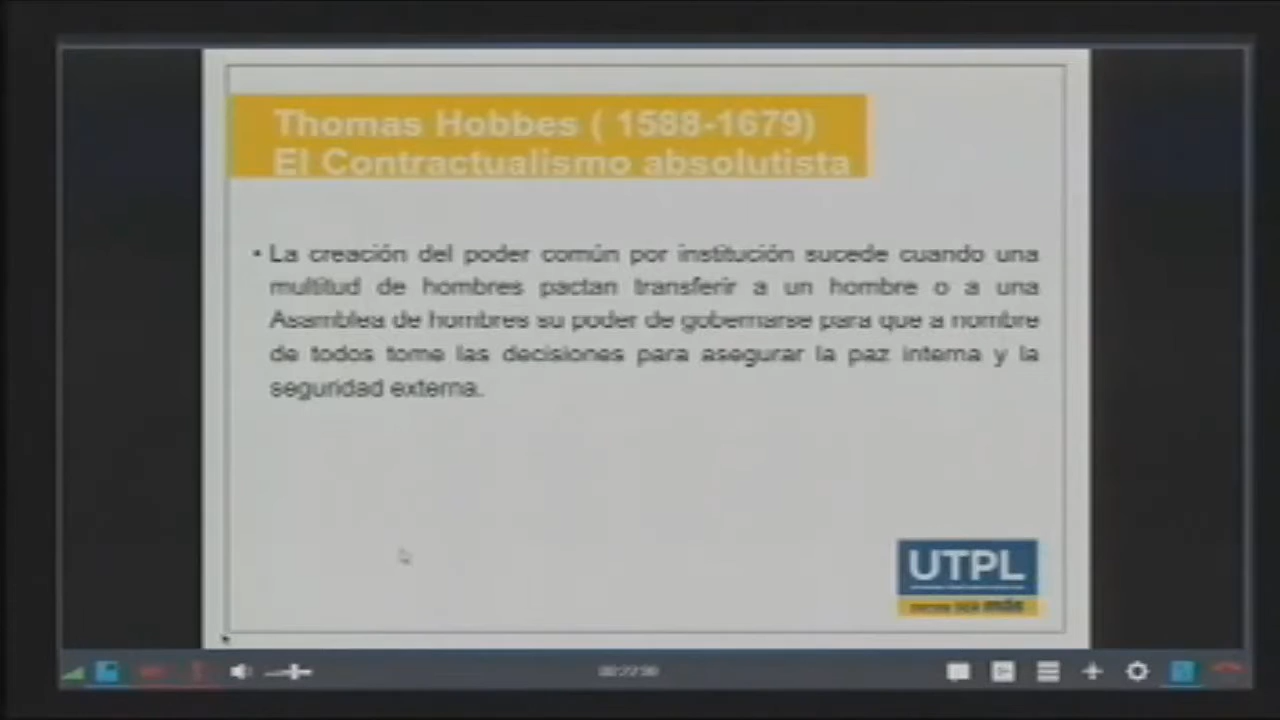 Thomas Hobbes ( 1588-1679)
El Contractualismo absolutista
• La creación del poder común por institución sucede cuando una
multitud de hombres pactan transferir a un hombre o a una
Asamblea de hombres su poder de gobernarse para que a nombre
de todos tome las decisiones para asegurar la paz interna y la
seguridad externa.
UTPL
más